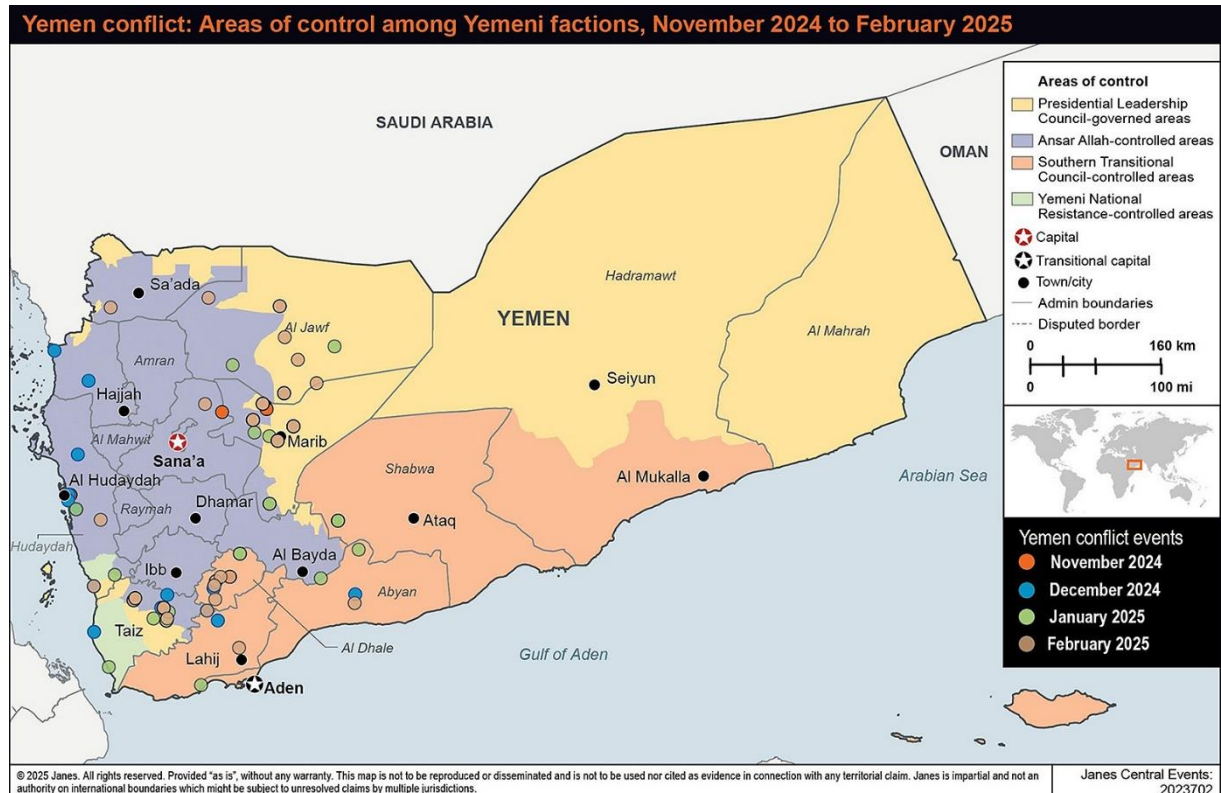 Yemen conflict: Areas of control among Yemeni factions, November 2024 to February 2025
SAUDI ARABIA
OMAN
YEMEN
Hadramawt
Al Mahrah
Sa'ada
Al Jawf
Amran
Hajjah
Seiyun
Al Mahwit
Marib
Sana'a
Shabwa
Al Mukalla
Arabian Sea
Al Hudaydah
Raymah
Dhamar
Ataq
Hudaydah
Ibb
Al Bayda
Abyan
Taiz
Al Dhale
Lahij
Gulf of Aden
Aden
Areas of control
Presidential Leadership
Council-governed areas
Ansar Allah-controlled areas
Southern Transitional
Council-controlled areas
Yemeni National
Resistance-controlled areas
Capital
Transitional capital
Town/city
Admin boundaries
Disputed border
0 160 km
0 100 mi
Yemen conflict events
November 2024
December 2024
January 2025
February 2025
© 2025 Janes. All rights reserved. Provided "as is", without any warranty. This map is not to be reproduced or disseminated and is not to be used nor cited as evidence in connection with any territorial claim. Janes is impartial and not an
authority on international boundaries which might be subject to unresolved claims by multiple jurisdictions.
Janes Central Events:
2023702